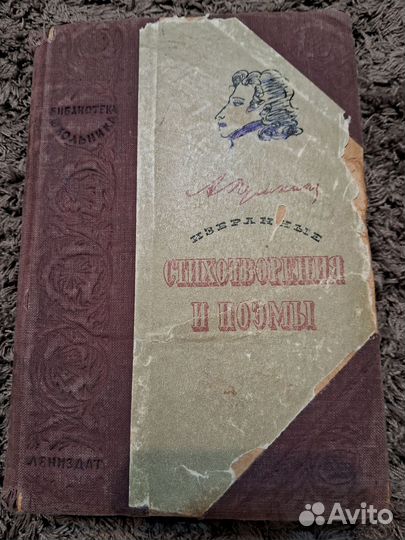 БИБЛИОТЕКА
ШКОЛЬНИКА
А. Пушкин
ИЗБРАННЫЕ
СТИХОТВОРЕНИЯ
И ПОЭМЫ
ЛЕНИЗДАТ
Avito